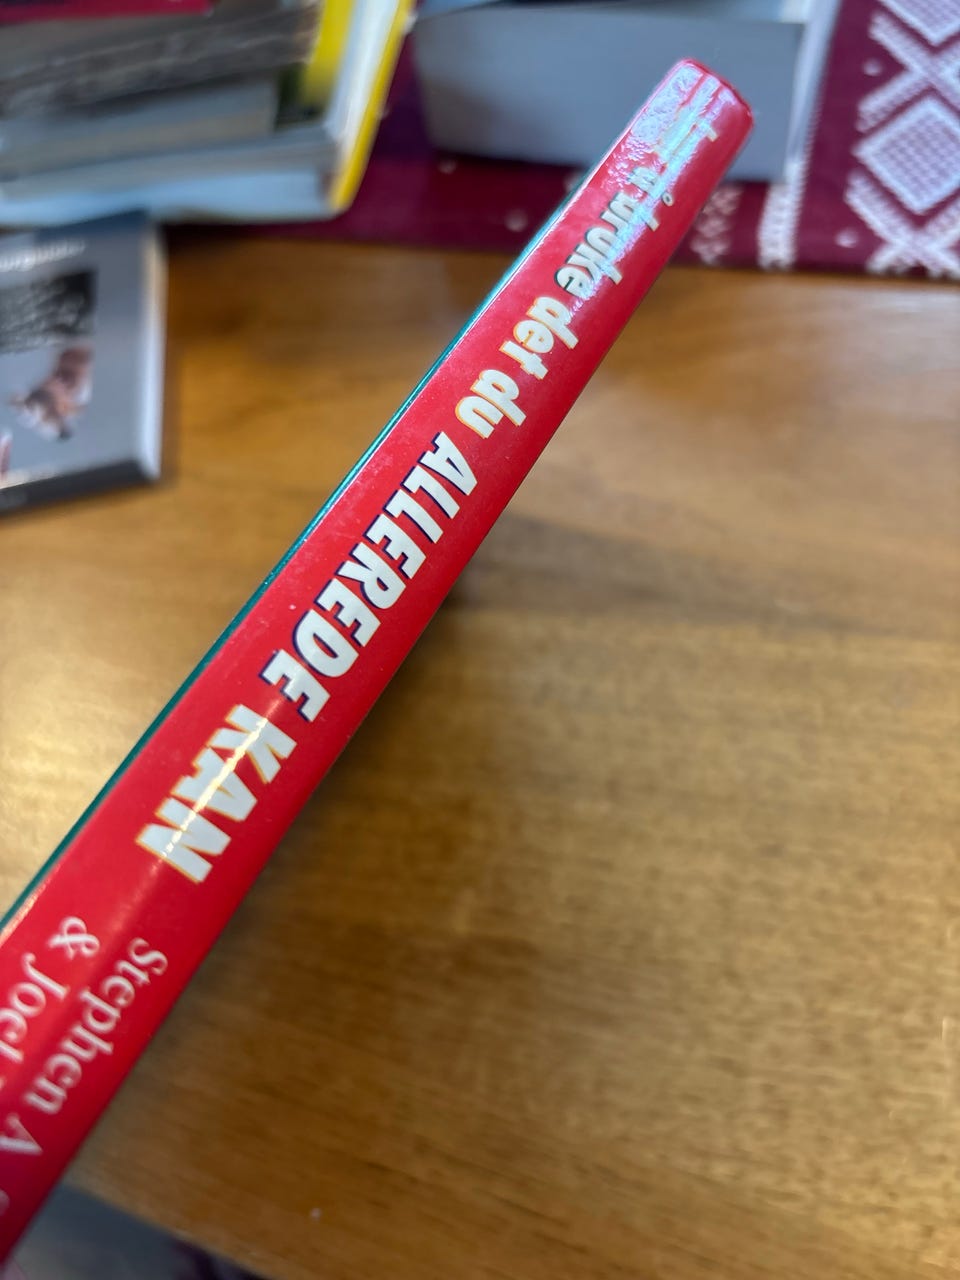 å bruke det du ALLEREDE KAN
Stephen A
& Joel